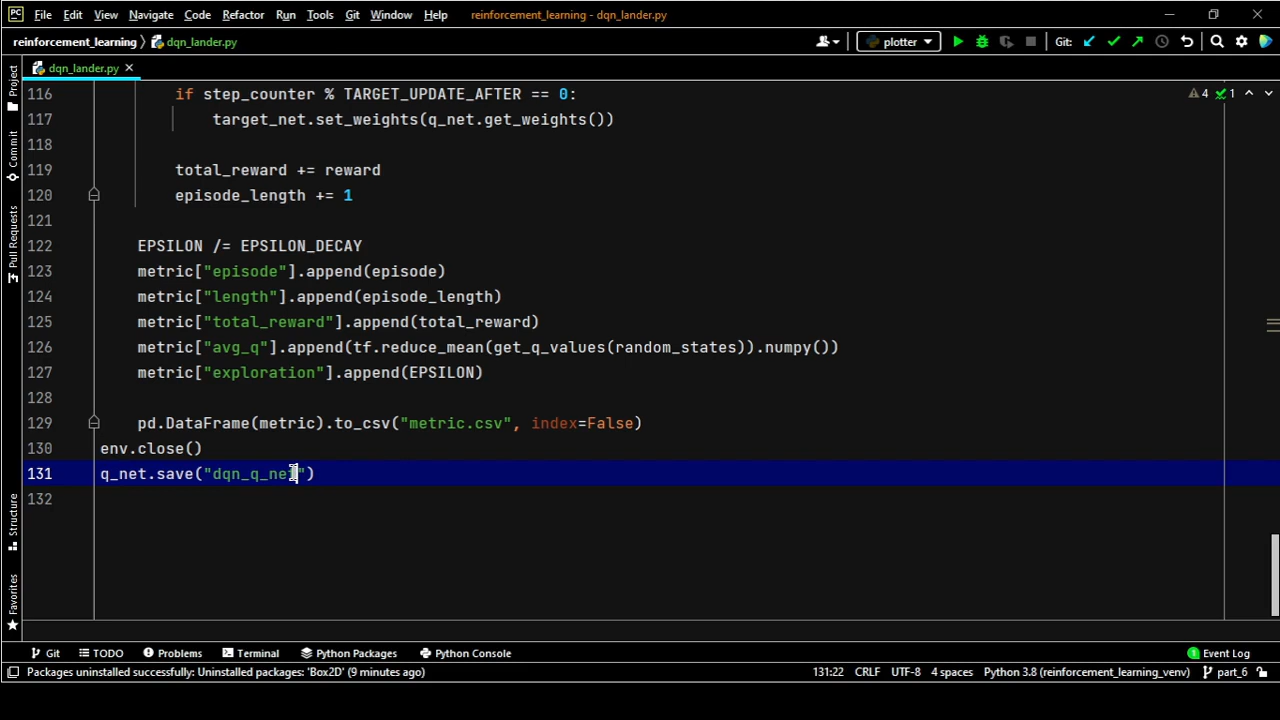 PC File Edit View Navigate Code Refactor Run Tools Git Window Help reinforcement_learning - dqn_lander.py
reinforcement_learning dqn_lander.py plotter Git:
dqn_lander.py
116 if step_counter % TARGET_UPDATE_AFTER == 0: 4 1
117 target_net.set_weights(q_net.get_weights())
118
119 total_reward += reward
120 episode_length += 1
121
122 EPSILON /= EPSILON_DECAY
123 metric["episode"].append(episode)
124 metric["length"].append(episode_length)
125 metric["total_reward"].append(total_reward)
126 metric["avg_q"].append(tf.reduce_mean(get_q_values(random_states)).numpy())
127 metric["exploration"].append(EPSILON)
128
129 pd.DataFrame(metric).to_csv("metric.csv", index=False)
130 env.close()
131 q_net.save("dqn_q_net")
132
Project
Commit
Pull Requests
Structure
Favorites
Git TODO Problems Terminal Python Packages Python Console 1 Event Log
Packages uninstalled successfully: Uninstalled packages: 'Box2D' (9 minutes ago) 131:22 CRLF UTF-8 4 spaces Python 3.8 (reinforcement_learning_venv) part_6